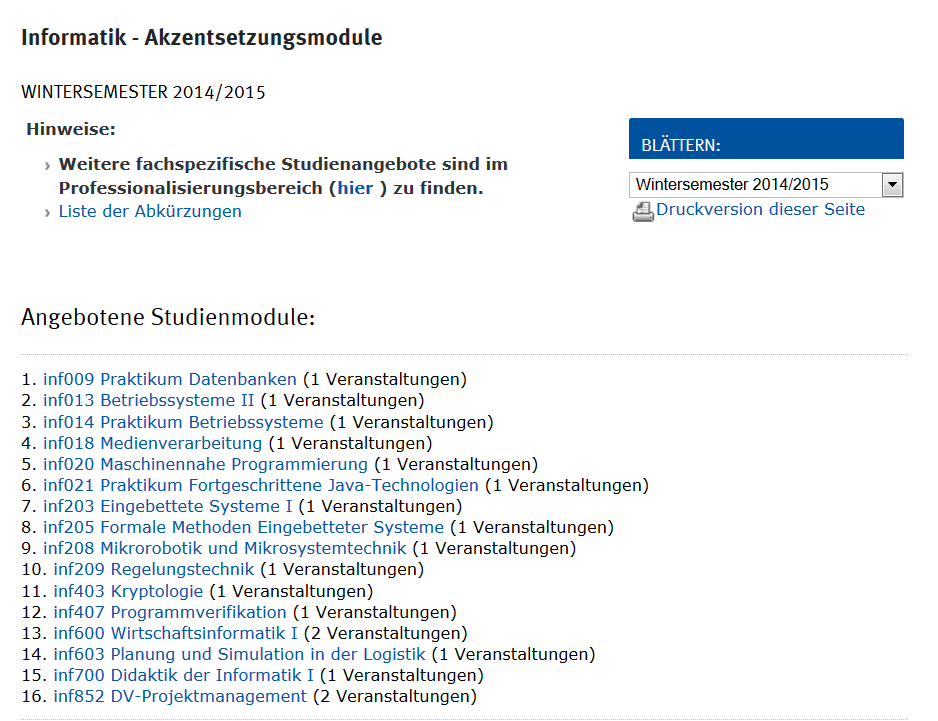 Informatik - Akzentsetzungsmodule
WINTERSEMESTER 2014/2015
Hinweise:
› Weitere fachspezifische Studienangebote sind im
Professionalisierungsbereich (hier ) zu finden.
› Liste der Abkürzungen
BLÄTTERN:
Wintersemester 2014/2015
Druckversion dieser Seite
Angebotene Studienmodule:
1. inf009 Praktikum Datenbanken (1 Veranstaltungen)
2. inf013 Betriebssysteme II (1 Veranstaltungen)
3. inf014 Praktikum Betriebssysteme (1 Veranstaltungen)
4. inf018 Medienverarbeitung (1 Veranstaltungen)
5. inf020 Maschinennahe Programmierung (1 Veranstaltungen)
6. inf021 Praktikum Fortgeschrittene Java-Technologien (1 Veranstaltungen)
7. inf203 Eingebettete Systeme I (1 Veranstaltungen)
8. inf205 Formale Methoden Eingebetteter Systeme (1 Veranstaltungen)
9. inf208 Mikrorobotik und Mikrosystemtechnik (1 Veranstaltungen)
10. inf209 Regelungstechnik (1 Veranstaltungen)
11. inf403 Kryptologie (1 Veranstaltungen)
12. inf407 Programmverifikation (1 Veranstaltungen)
13. inf600 Wirtschaftsinformatik I (2 Veranstaltungen)
14. inf603 Planung und Simulation in der Logistik (1 Veranstaltungen)
15. inf700 Didaktik der Informatik I (1 Veranstaltungen)
16. inf852 DV-Projektmanagement (2 Veranstaltungen)